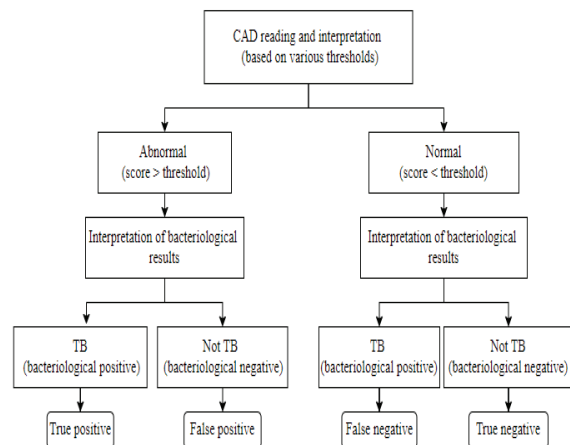 CAD reading and interpretation
(based on various thresholds)
Abnormal
(score > threshold)
Normal
(score < threshold)
Interpretation of bacteriological
results
Interpretation of bacteriological
results
TB
(bacteriological positive)
Not TB
(bacteriological negative)
TB
(bacteriological positive)
Not TB
(bacteriological negative)
True positive
False positive
False negative
True negative